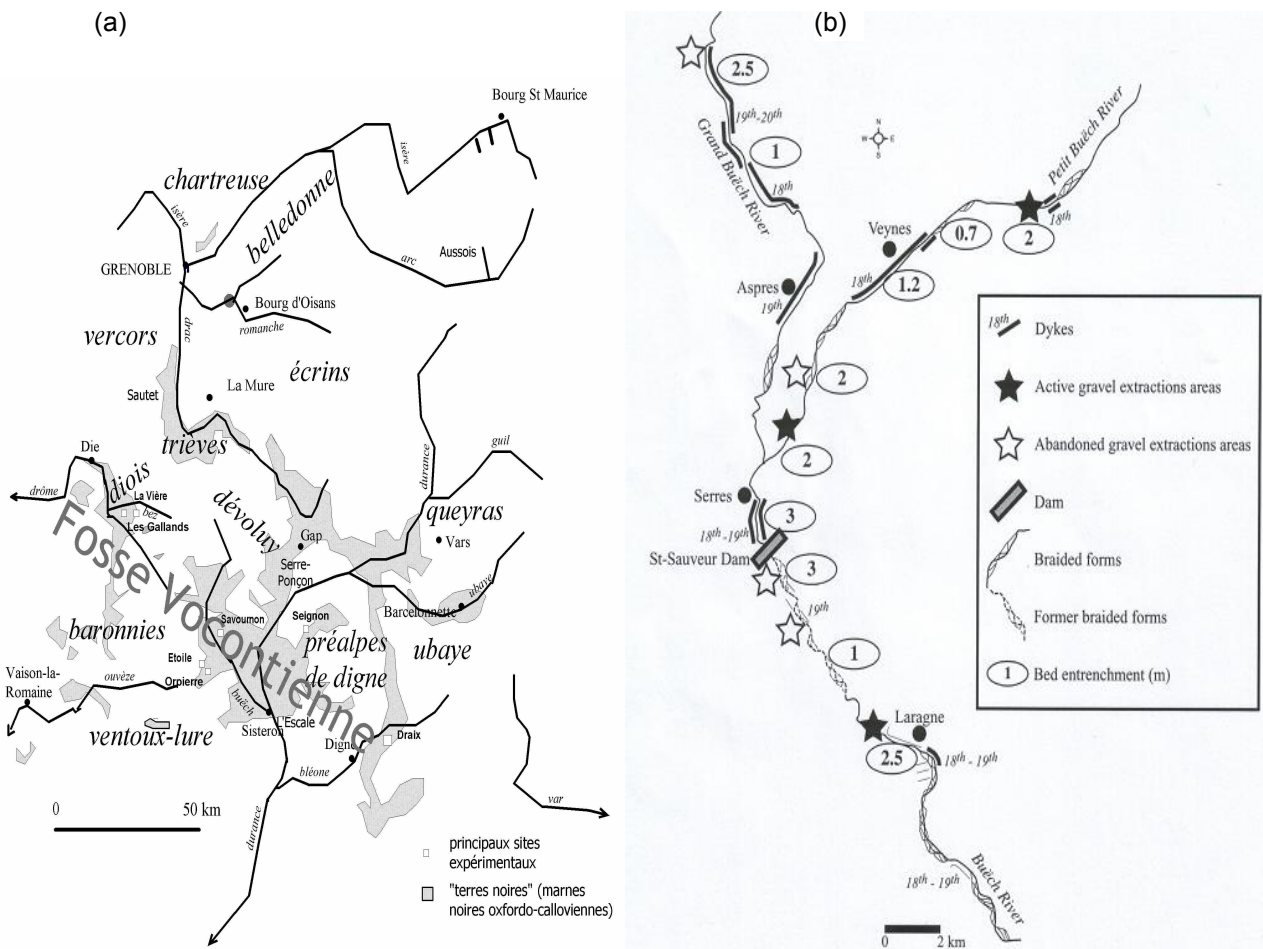 (a)
Bourg St Maurice
isère
chartreuse
belledonne
isère
GRENOBLE
Aussois
arc
Bourg d'Oisans
romanche
drac
vercors
écrins
Sautet
La Mure
trièves
Die
diois
drôme
La Vière
bez
Les Gallands
dévoluy
durance
guil
queyras
Vars
Gap
Serre-
Ponçon
Fosse Vocontienne
Barcelonnette
ubaye
Savournon
Seignon
baronnies
préalpes
de digne
ubaye
Etoile
Orpierre
Vaison-la-
Romaine
ouvèze
buëch
L'Escale
Sisteron
ventoux-lure
Digne
Draix
bléone
var
durance
0 50 km
principaux sites
expérimentaux
"terres noires" (marnes
noires oxfordo-calloviennes)
(b)
2.5
19th-20th
Grand Buëch River
1
18th
N
W E
S
Petit Buëch River
18th
2
0.7
Veynes
18th
1.2
Aspres
19th
2
2
Serres
3
18th-19th
St-Sauveur Dam
3
19th
1
Laragne
2.5
18th - 19th
18th - 19th
Buëch River
0 2 km
18th Dykes
Active gravel extractions areas
Abandoned gravel extractions areas
Dam
Braided forms
Former braided forms
1 Bed entrenchment (m)